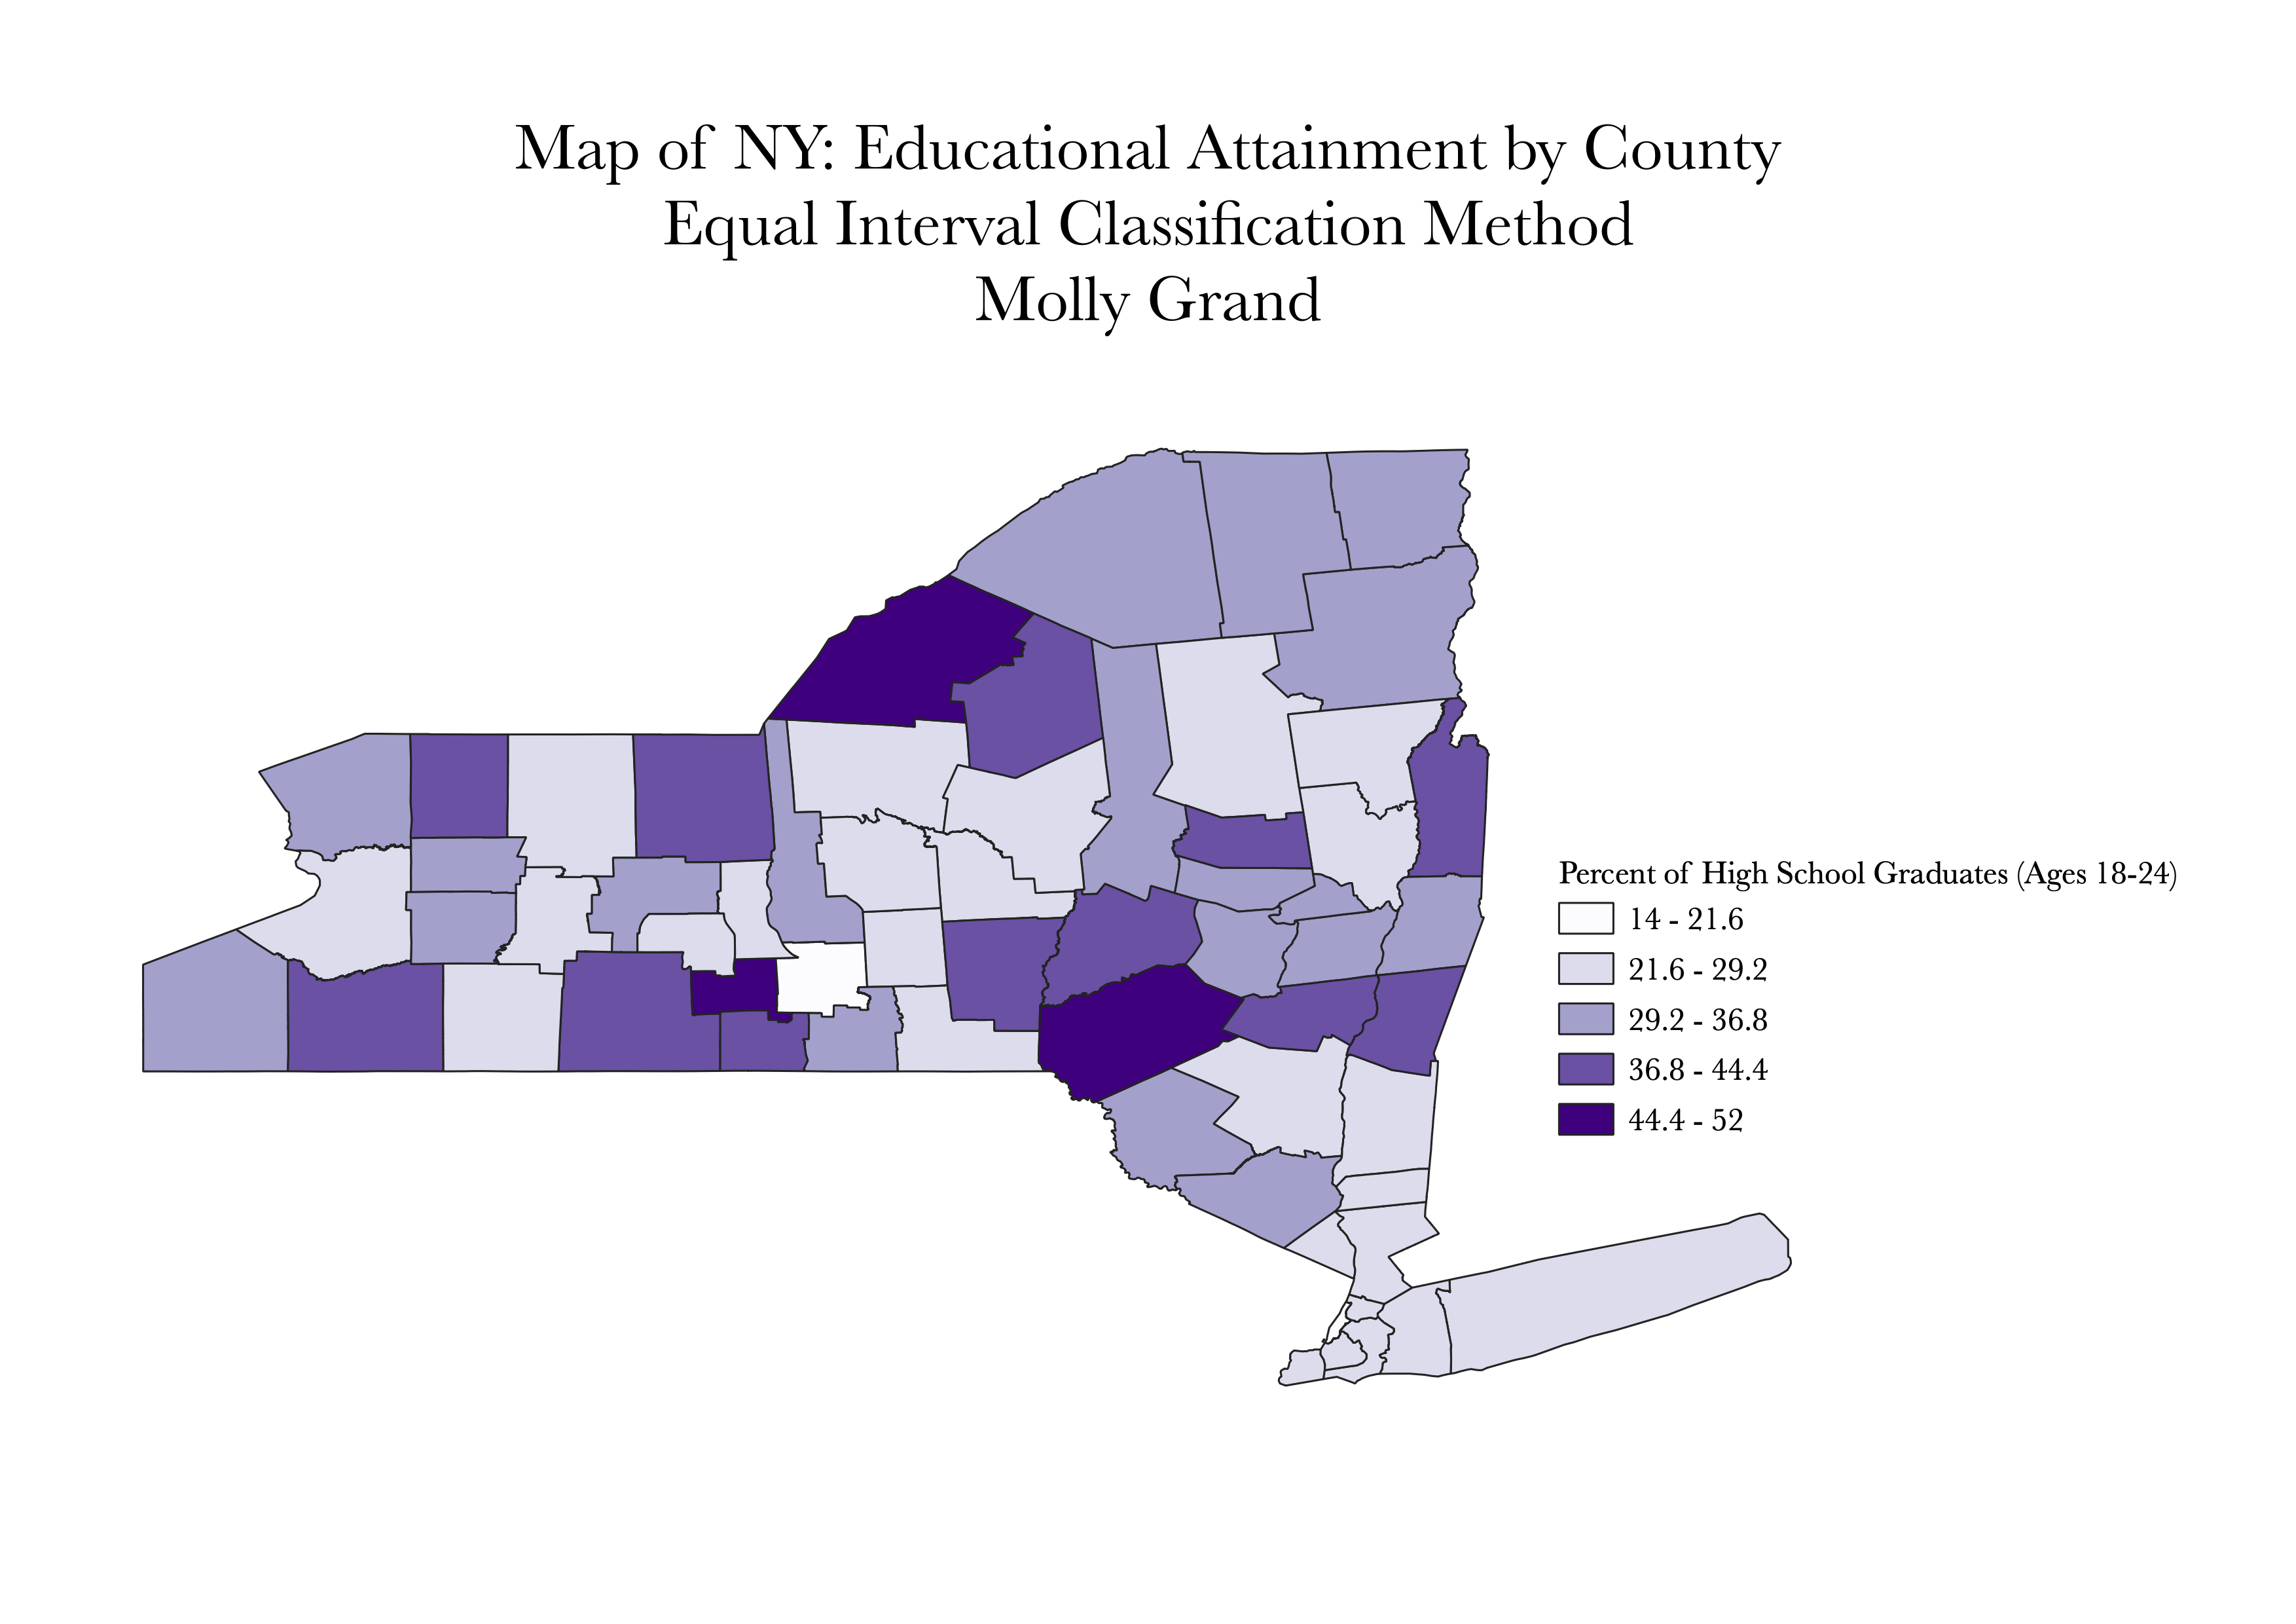 Map of NY: Educational Attainment by County
Equal Interval Classification Method
Molly Grand
Percent of High School Graduates (Ages 18-24)
14 - 21.6
21.6 - 29.2
29.2 - 36.8
36.8 - 44.4
44.4 - 52